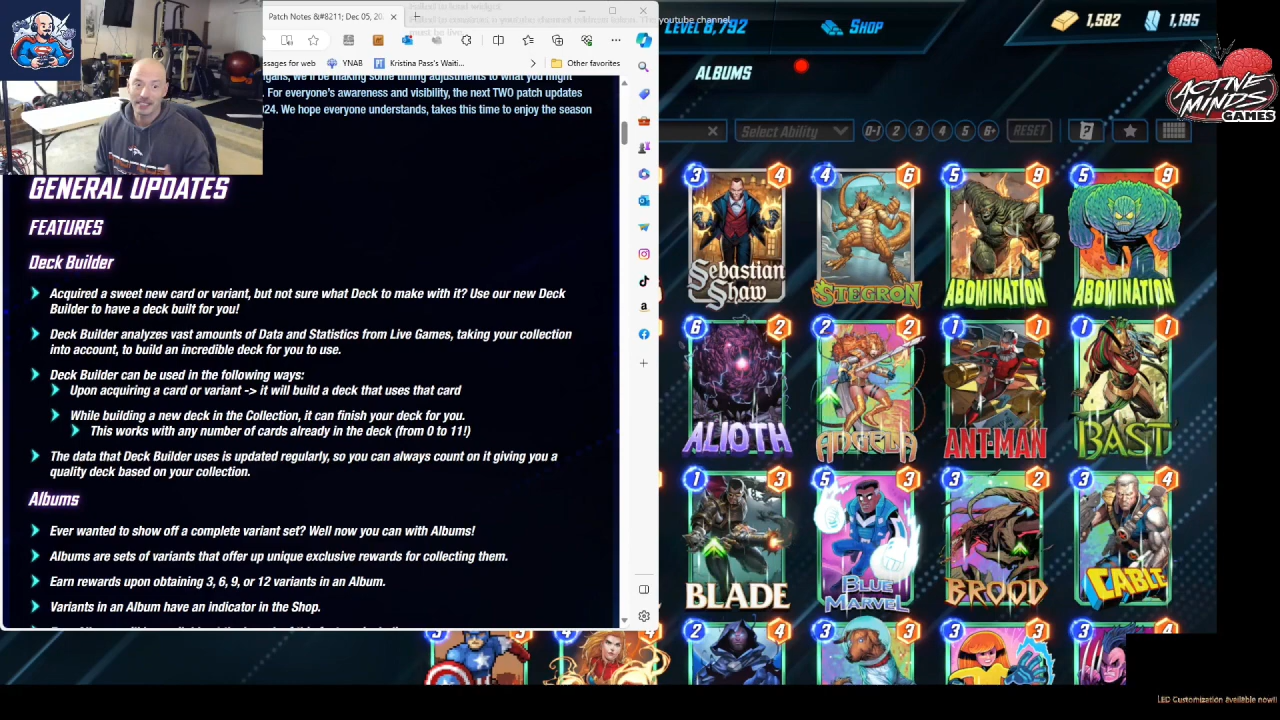 Patch Notes &#8211; Dec 05, 20
youtube channel
must be live
YNAB
Kristina Pass's Waiti...
Other favorites
For everyone's awareness and visibility, the next TWO patch updates
24. We hope everyone understands, takes this time to enjoy the season
GENERAL UPDATES
FEATURES
Deck Builder
Acquired a sweet new card or variant, but not sure what Deck to make with it? Use our new Deck
Builder to have a deck built for you!
Deck Builder analyzes vast amounts of Data and Statistics from Live Games, taking your collection
into account, to build an incredible deck for you to use.
Deck Builder can be used in the following ways:
Upon acquiring a card or variant -> it will build a deck that uses that card
While building a new deck in the Collection, it can finish your deck for you.
This works with any number of cards already in the deck (from 0 to 11!)
The data that Deck Builder uses is updated regularly, so you can always count on it giving you a
quality deck based on your collection.
Albums
Ever wanted to show off a complete variant set? Well now you can with Albums!
Albums are sets of variants that offer up unique exclusive rewards for collecting them.
Earn rewards upon obtaining 3, 6, 9, or 12 variants in an Album.
Variants in an Album have an indicator in the Shop.
LEVEL 8,792
SHOP
1,582
1,195
ALBUMS
ACTIVE
MINDS
GAMES
Select Ability
0-1 2 3 4 5 6+
RESET
?
3 4 4 6 5 9 5 9
Sebastian
Shaw
STEGRON
ABOMINATION
ABOMINATION
6 2 2 2 1 1 1 1
ALIOTH
ANGELA
ANT-MAN
BAST
1 3 5 3 3 2 3 4
BLADE
BLUE
MARVEL
BROOD
CABLE
2 4 3 3 3 3 3
LED Customization available now!!